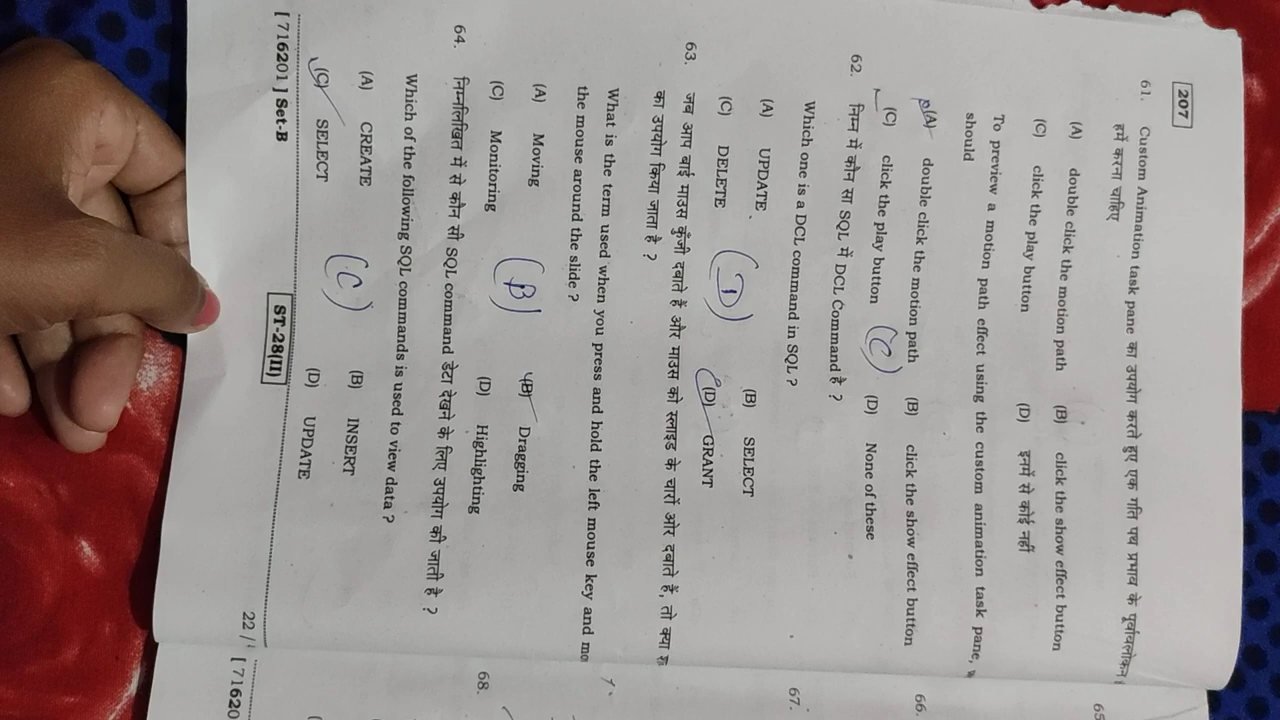 207
61. Custom Animation task pane का उपयोग करते हुए एक गति पथ प्रभाव के पूर्वावलोकन
हमें करना चाहिए
(A) double click the motion path (B) click the show effect button
(C) click the play button (D) इनमें से कोई नहीं
To preview a motion path effect using the custom animation task pane,
should
(A) double click the motion path (B) click the show effect button
(C) click the play button (C) (D) None of these
62. निम्न में कौन सा SQL में DCL Command है ?
Which one is a DCL command in SQL ?
(A) UPDATE (B) SELECT
(C) DELETE (D) (D) GRANT
63. जब आप बाई माउस कुँजी दबाते हैं और माउस को स्लाइड के चारों ओर दबाते हैं, तो क्या
का उपयोग किया जाता है ?
What is the term used when you press and hold the left mouse key and mo
the mouse around the slide ?
(A) Moving (B) Dragging
(C) Monitoring (B) (D) Highlighting
64. निम्नलिखित में से कौन सी SQL command डेटा देखने के लिए उपयोग की जाती है ?
Which of the following SQL commands is used to view data ?
(A) CREATE (B) INSERT
(C) SELECT (C) (D) UPDATE
[ 716201 ] Set-B ST-28(II) 22 /
65
66.
67.
68.
[ 71620